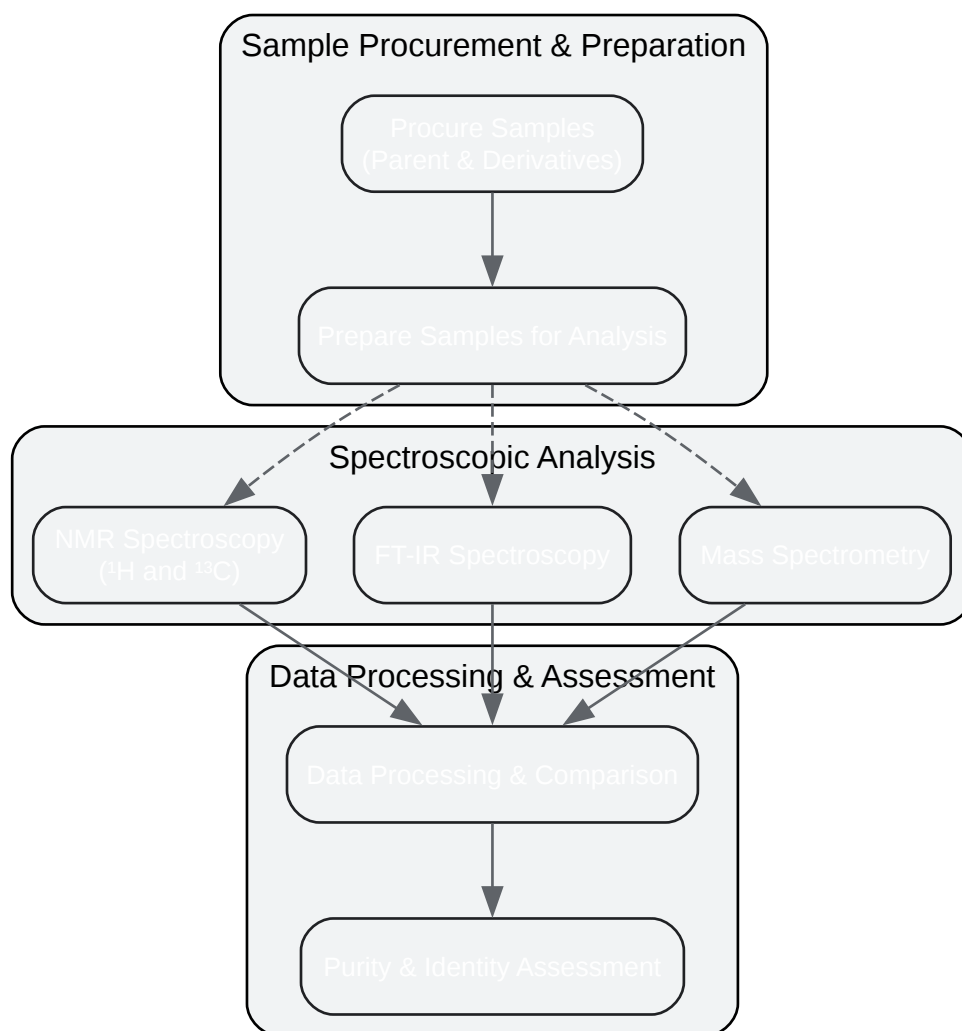 Sample Procurement & Preparation
Procure Samples
(Parent & Derivatives)
Prepare Samples for Analysis
Spectroscopic Analysis
NMR Spectroscopy
(¹H and ¹³C)
FT-IR Spectroscopy
Mass Spectrometry
Data Processing & Assessment
Data Processing & Comparison
Purity & Identity Assessment